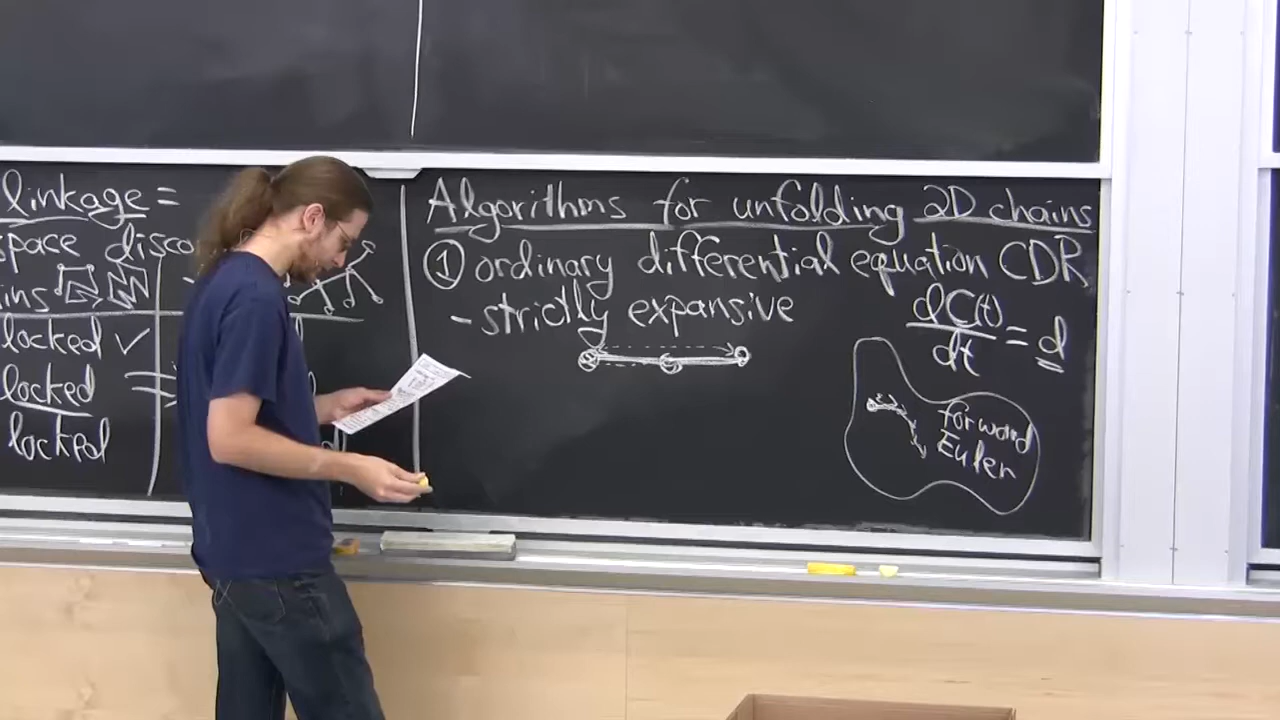 linkage =
space disco
ins
locked ✓
locked
locked
Algorithms for unfolding 2D chains
① ordinary differential equation CDR
- strictly expansive
dC(t)
dt
= d
forward
Euler